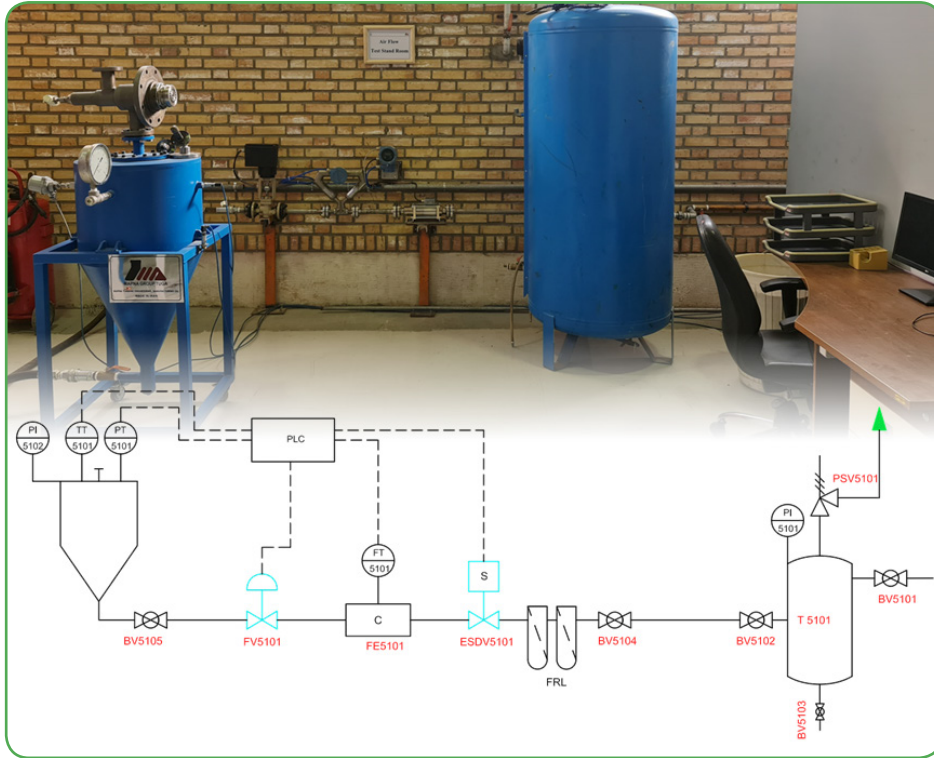 Air Flow
Test Stand Room
PI
5102
TT
5101
PT
5101
PLC
FT
5101
S
C
PSV5101
PI
5101
BV5101
T 5101
BV5105
FV5101
FE5101
ESDV5101
FRL
BV5104
BV5102
BV5103